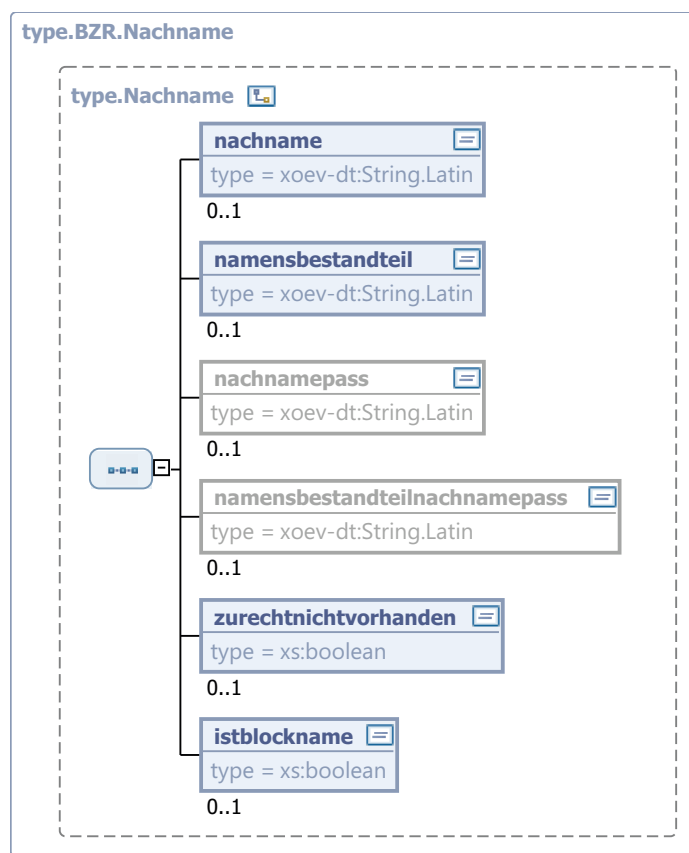 type.BZR.Nachname
type.Nachname
nachname
type = xoev-dt:String.Latin
0..1
namensbestandteil
type = xoev-dt:String.Latin
0..1
nachnamepass
type = xoev-dt:String.Latin
0..1
namensbestandteilnachnamepass
type = xoev-dt:String.Latin
0..1
zurechtnichtvorhanden
type = xs:boolean
0..1
istblockname
type = xs:boolean
0..1